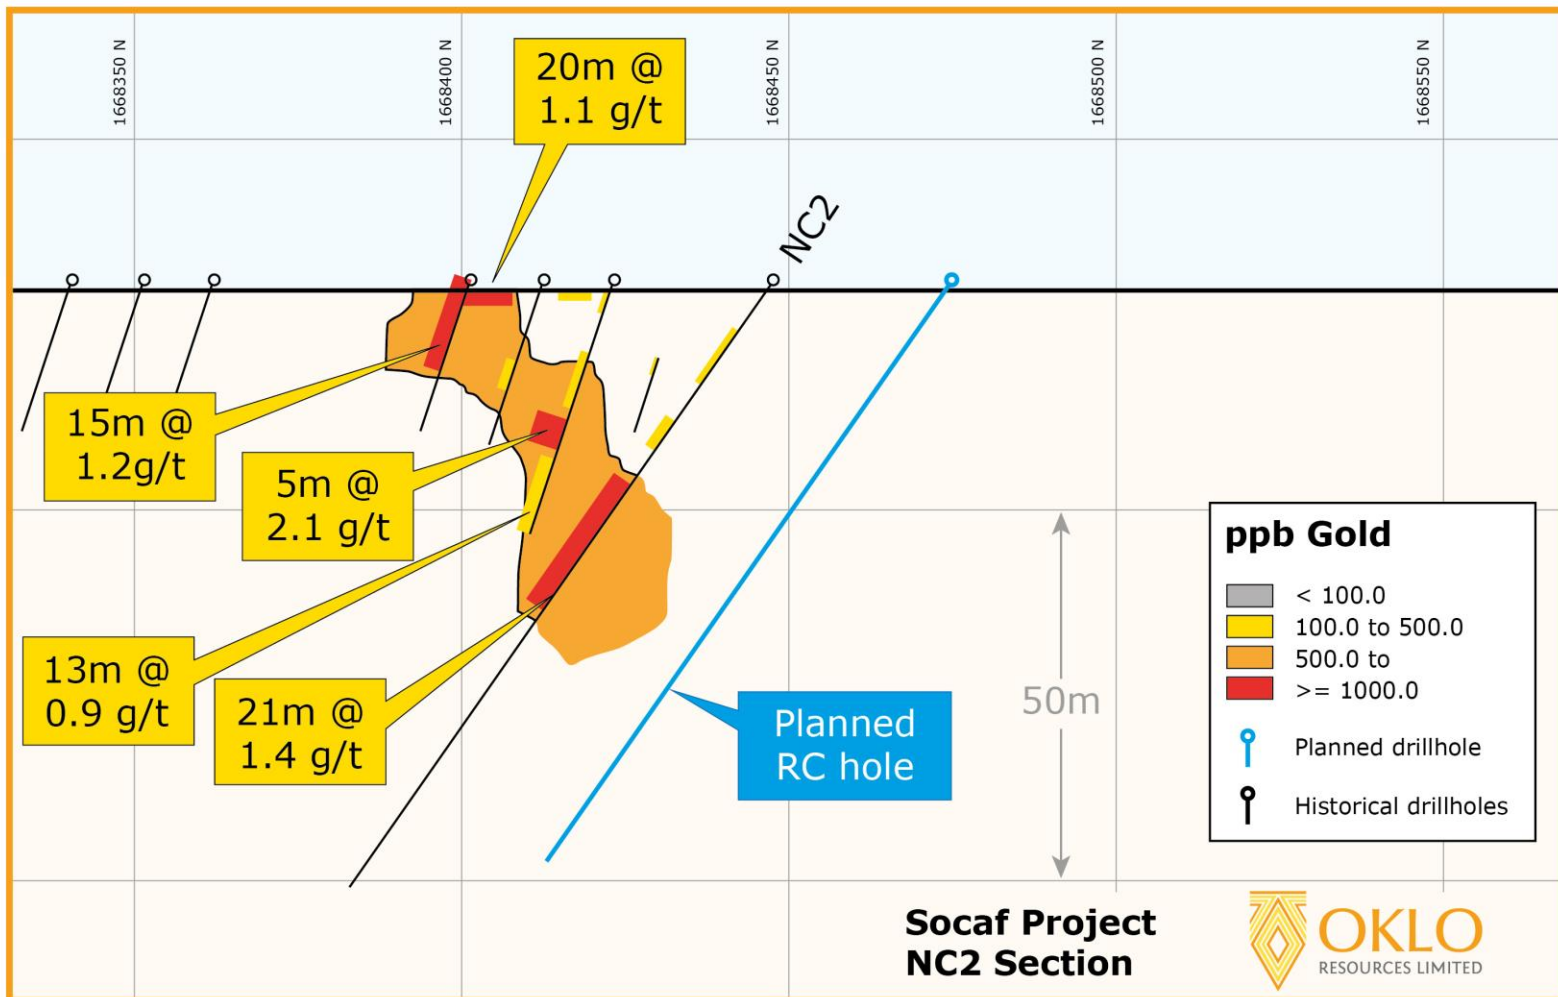 1668350 N
1668400 N
1668450 N
1668500 N
1668550 N
20m @
1.1 g/t
NC2
15m @
1.2g/t
5m @
2.1 g/t
13m @
0.9 g/t
21m @
1.4 g/t
Planned
RC hole
50m
ppb Gold
< 100.0
100.0 to 500.0
500.0 to
>= 1000.0
Planned drillhole
Historical drillholes
Socaf Project
NC2 Section
OKLO
RESOURCES LIMITED